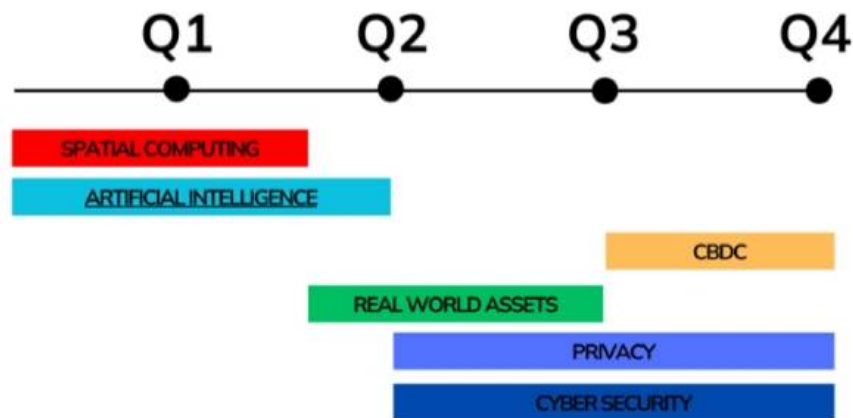 Q1 Q2 Q3 Q4
SPATIAL COMPUTING
ARTIFICIAL INTELLIGENCE
CBDC
REAL WORLD ASSETS
PRIVACY
CYBER SECURITY